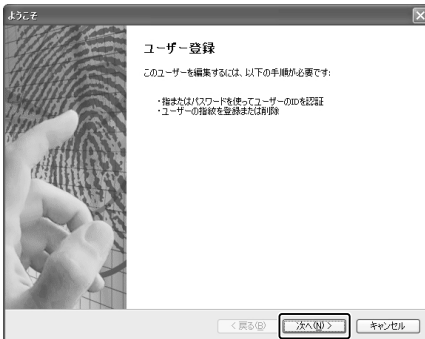 ようこそ
ユーザー登録
このユーザーを編集するには、以下の手順が必要です:
・指またはパスワードを使ってユーザーのIDを認証
・ユーザーの指紋を登録または削除
< 戻る(B)
次へ(N) >
キャンセル